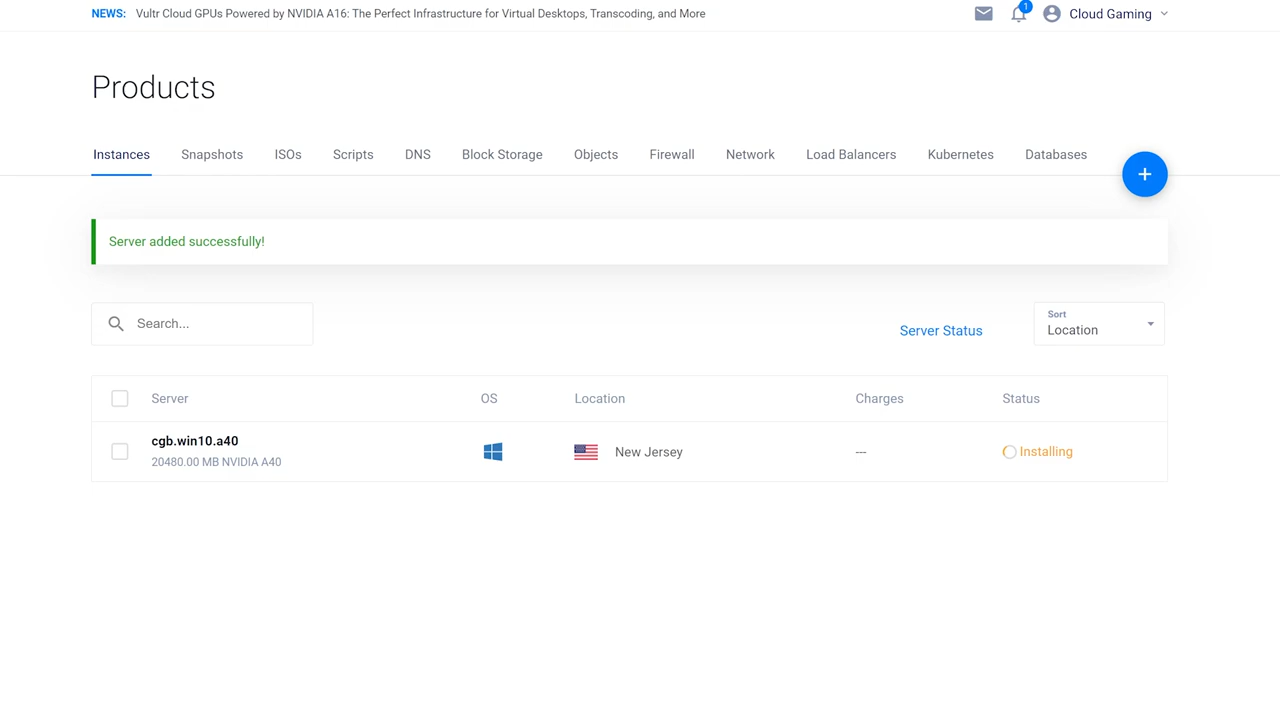 NEWS: Vultr Cloud GPUs Powered by NVIDIA A16: The Perfect Infrastructure for Virtual Desktops, Transcoding, and More
1
Cloud Gaming
Products
Instances Snapshots ISOs Scripts DNS Block Storage Objects Firewall Network Load Balancers Kubernetes Databases
+
Server added successfully!
Search...
Server Status
Sort
Location
Server OS Location Charges Status
cgb.win10.a40
20480.00 MB NVIDIA A40
New Jersey
---
Installing